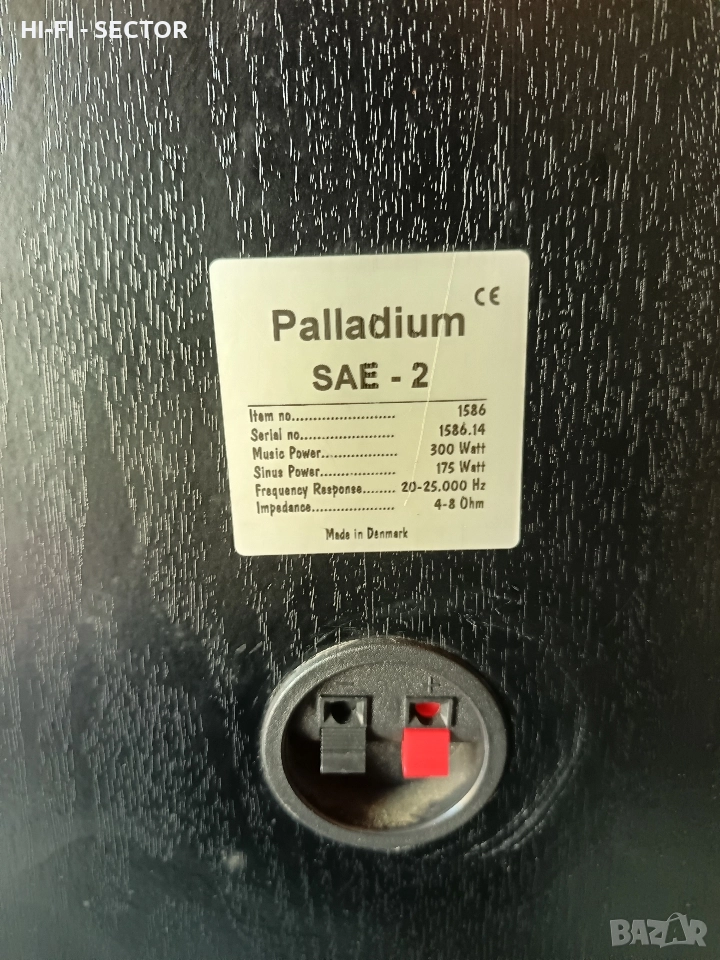 HI-FI-SECTOR
Palladium CE
SAE - 2
Item no......................... 1586
Serial no....................... 1586.14
Music Power................... 300 Watt
Sinus Power................... 175 Watt
Frequency Response........ 20-25.000 Hz
Impedance..................... 4-8 Ohm
Made in Denmark
- +
BAZAR